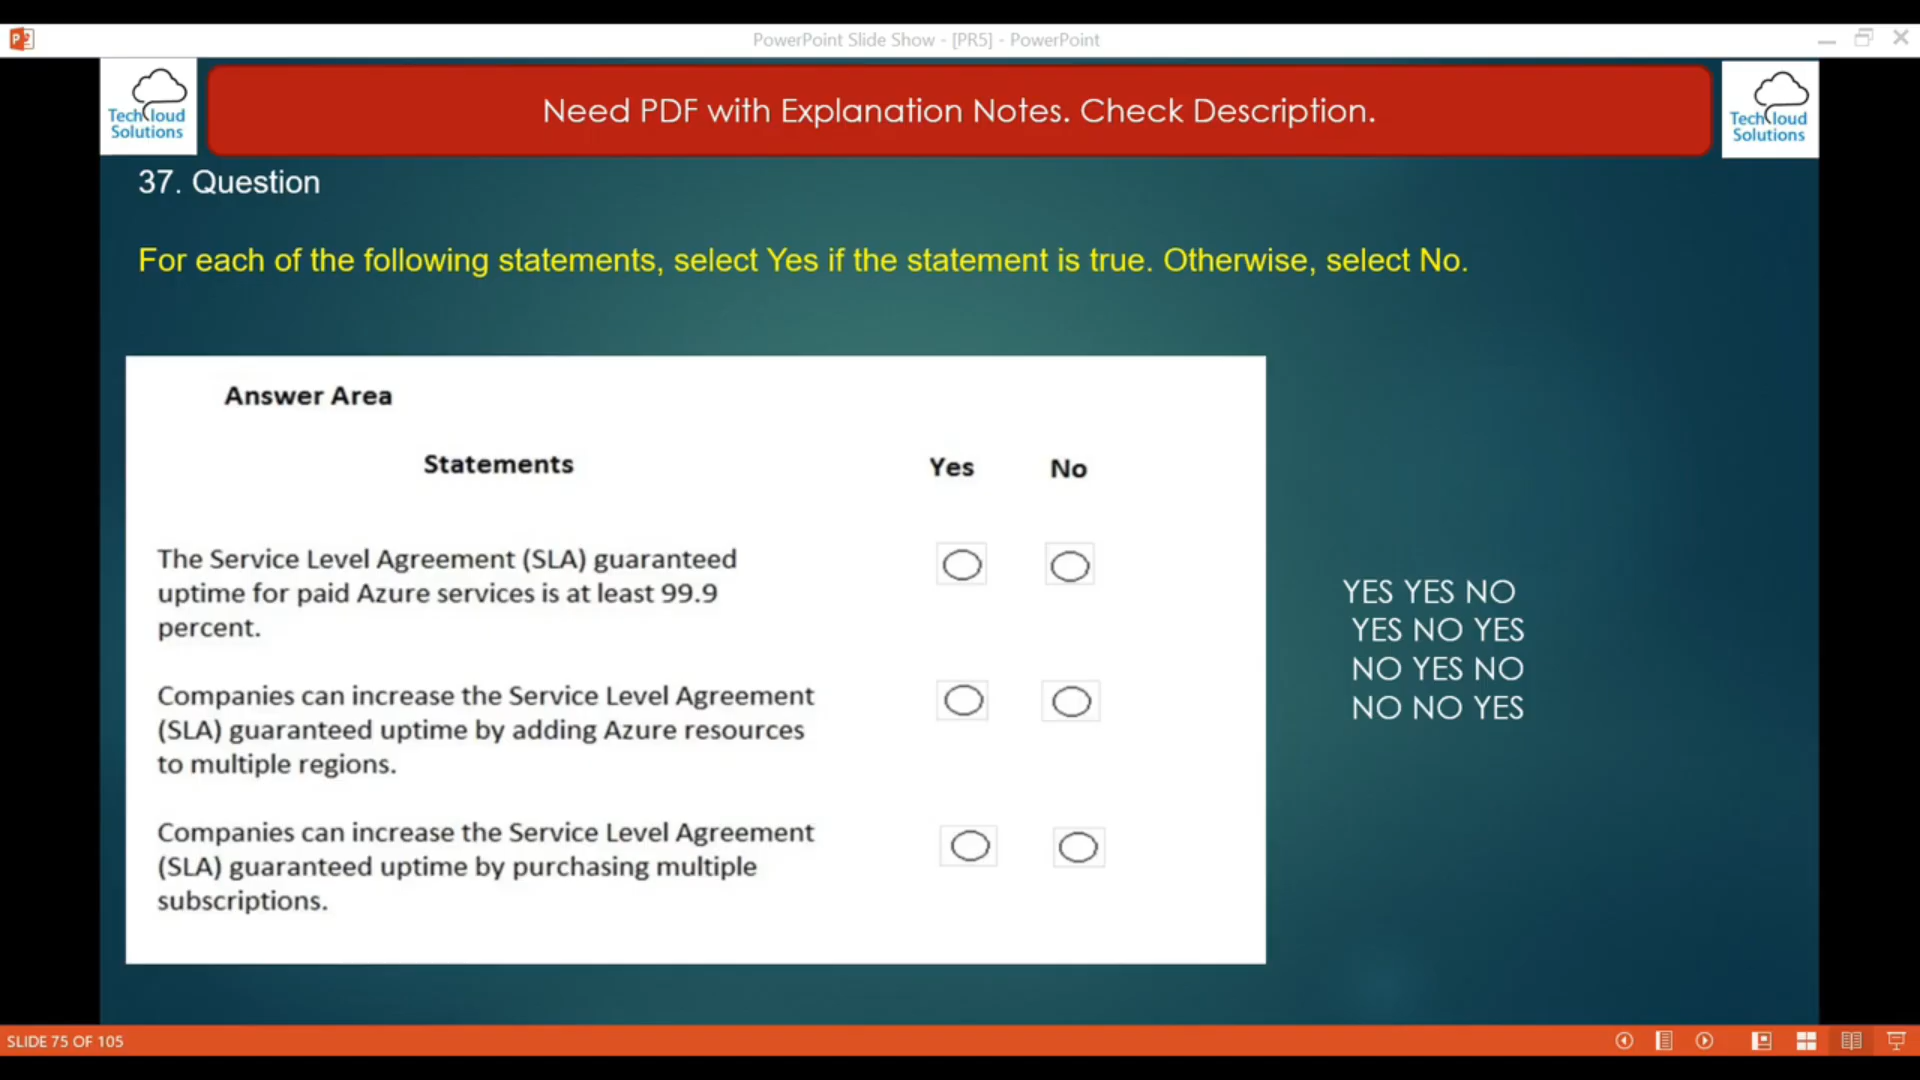 PowerPoint Slide Show - [PR5] - PowerPoint
Need PDF with Explanation Notes. Check Description.
TechCloud
Solutions
TechCloud
Solutions
37. Question
For each of the following statements, select Yes if the statement is true. Otherwise, select No.
Answer Area
Statements Yes No
The Service Level Agreement (SLA) guaranteed
uptime for paid Azure services is at least 99.9
percent.
Companies can increase the Service Level Agreement
(SLA) guaranteed uptime by adding Azure resources
to multiple regions.
Companies can increase the Service Level Agreement
(SLA) guaranteed uptime by purchasing multiple
subscriptions.
YES YES NO
YES NO YES
NO YES NO
NO NO YES
SLIDE 75 OF 105